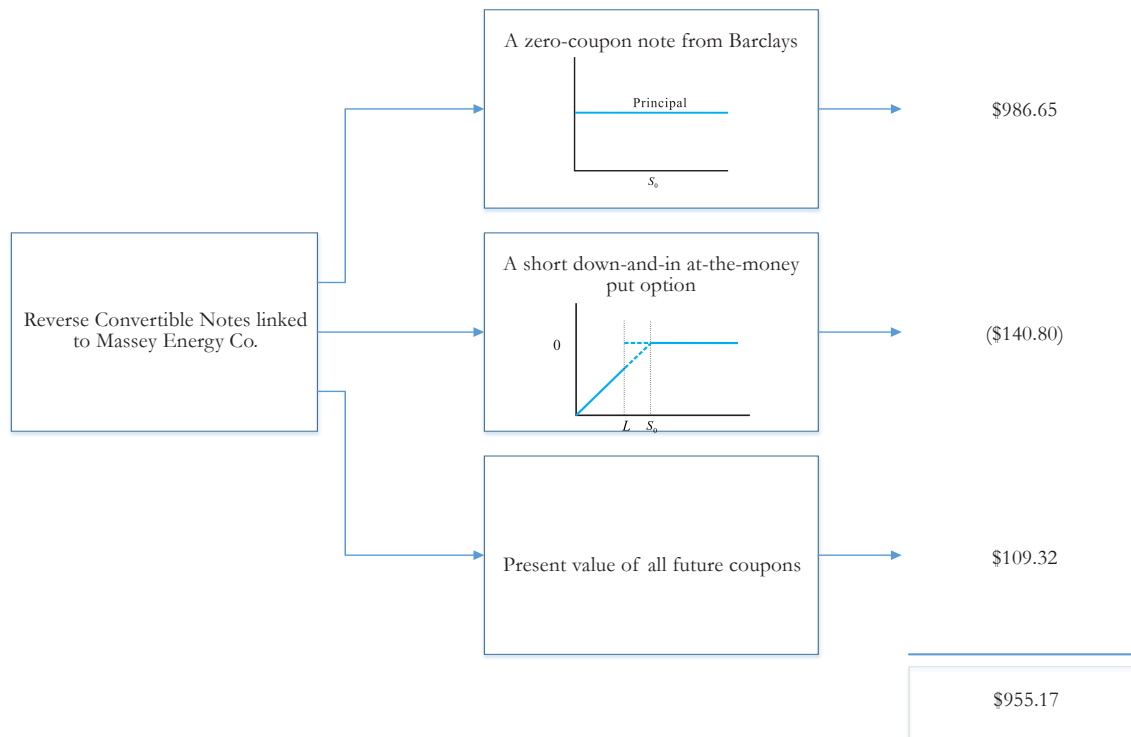 A zero-coupon note from Barclays
Principal
S₀
$986.65
Reverse Convertible Notes linked
to Massey Energy Co.
A short down-and-in at-the-money
put option
0
L S₀
($140.80)
Present value of all future coupons
$109.32
$955.17